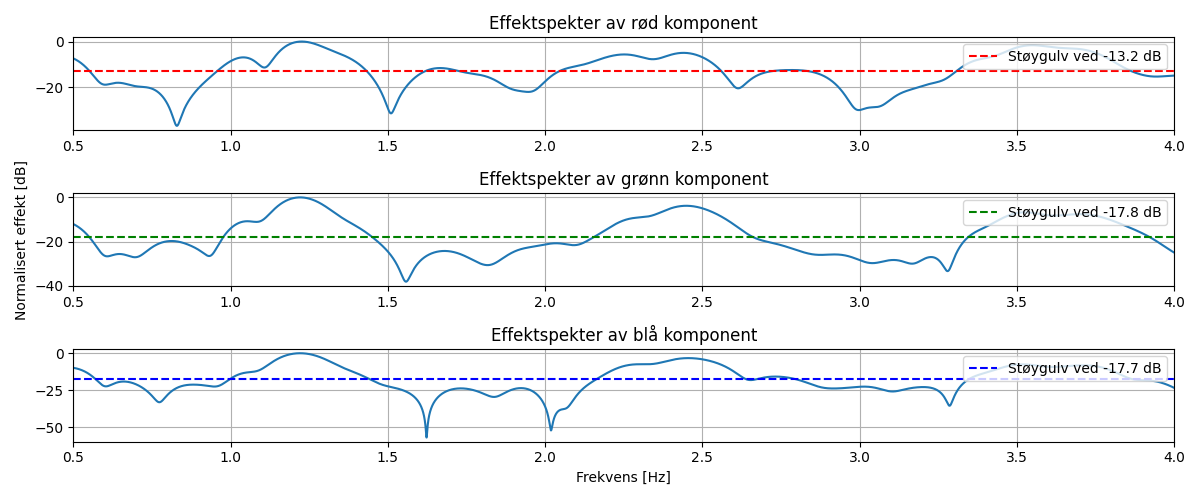 Effektspekter av rød komponent
0
−20
Støygulv ved -13.2 dB
0.5 1.0 1.5 2.0 2.5 3.0 3.5 4.0
Effektspekter av grønn komponent
Normalisert effekt [dB]
0
−20
−40
Støygulv ved -17.8 dB
0.5 1.0 1.5 2.0 2.5 3.0 3.5 4.0
Effektspekter av blå komponent
0
−25
−50
Støygulv ved -17.7 dB
0.5 1.0 1.5 2.0 2.5 3.0 3.5 4.0
Frekvens [Hz]